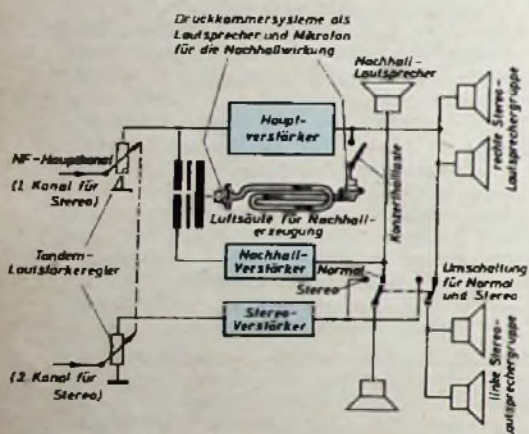 Druckkammersysteme als
Lautsprecher und Mikrofon
für die Nachhallwirkung
Nachhall-
Lautsprecher
Haupt-
verstärker
NF-Hauptkanal
(1 Kanal für
Stereo)
Konzerthalltaste
rechte Stereo-
Lautsprechergruppe
Luftsäule für Nachhall-
erzeugung
Tandem-
Lautstärkeregler
Nachhall-
Verstärker
Normal
Stereo
Umschaltung
für Normal
und Stereo
Stereo-
Verstärker
(2 Kanal für
Stereo)
linke Stereo-
Lautsprechergruppe